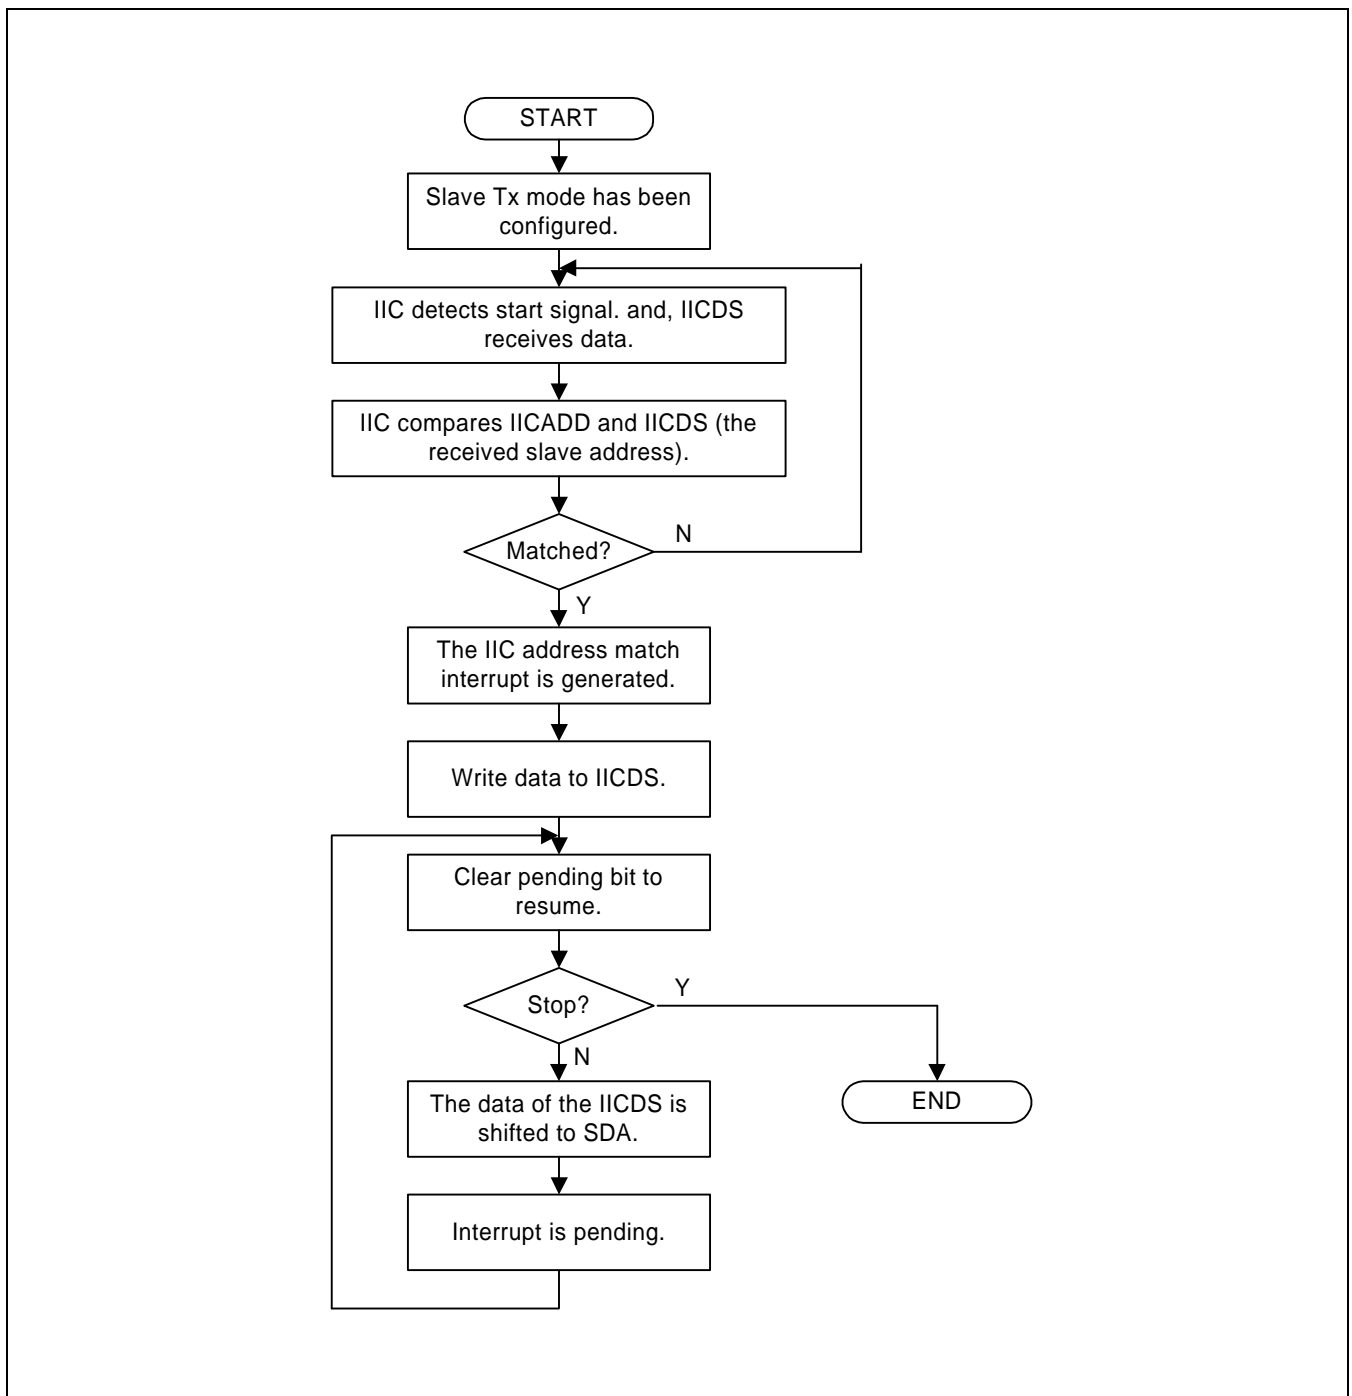 START
Slave Tx mode has been
configured.
IIC detects start signal. and, IICDS
receives data.
IIC compares IICADD and IICDS (the
received slave address).
Matched?
N
Y
The IIC address match
interrupt is generated.
Write data to IICDS.
Clear pending bit to
resume.
Stop?
Y
N
The data of the IICDS is
shifted to SDA.
END
Interrupt is pending.